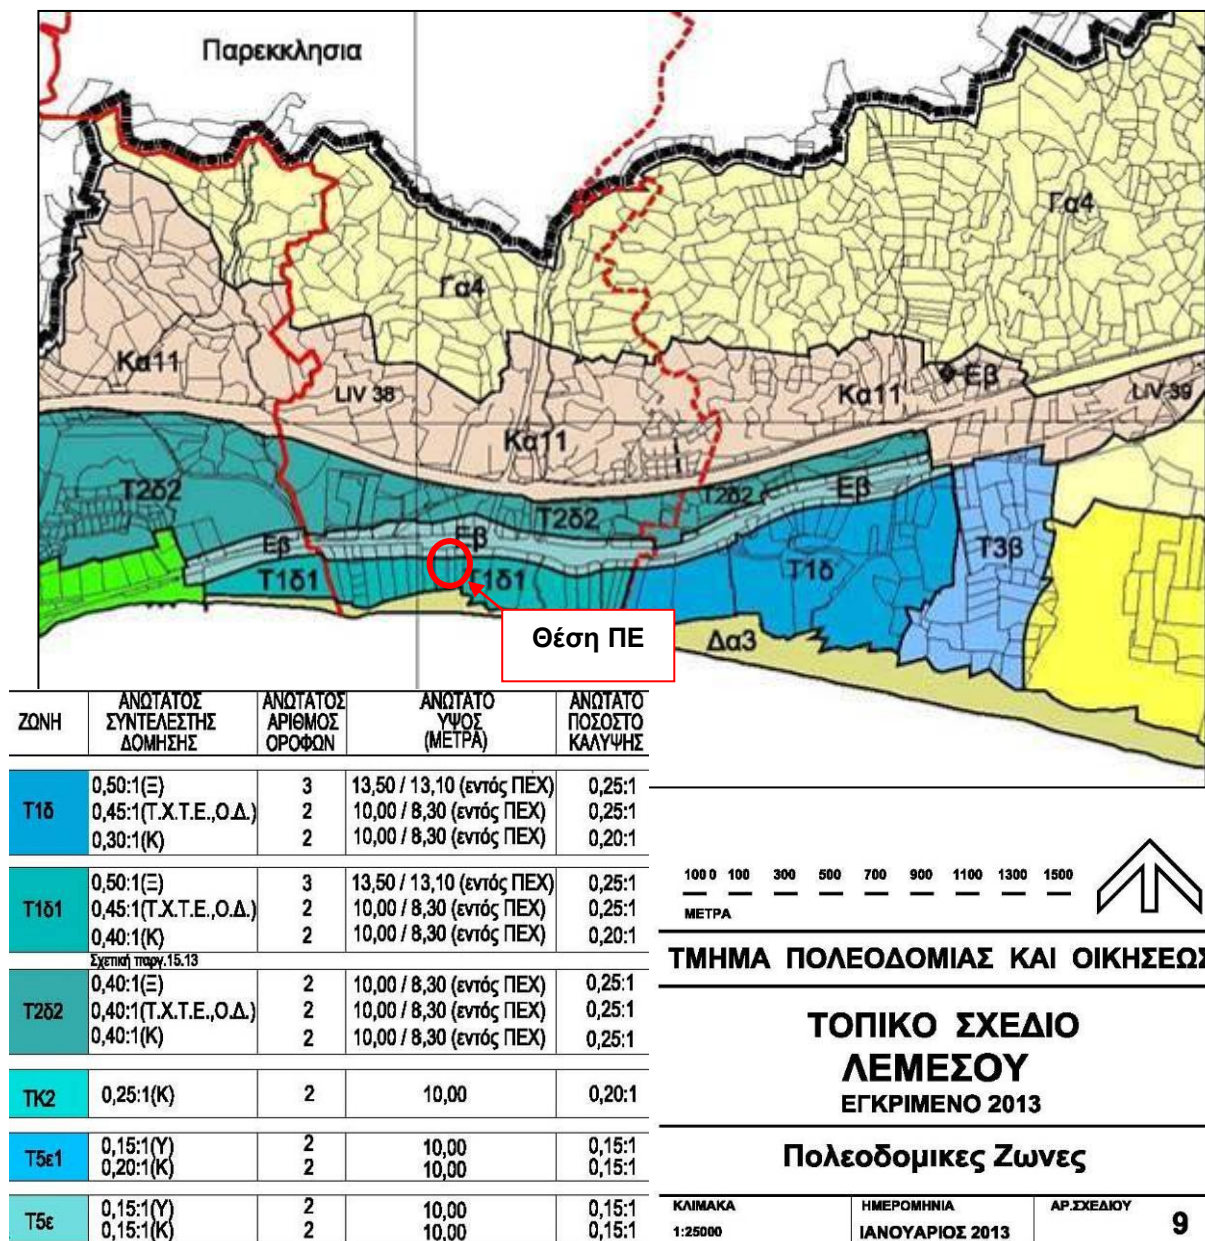 Παρεκκλησια
Γα4
Γα4
Κα11
LIV 38
Κα11
Κα11
Εβ
LIV 39
Τ2δ2
Τ2δ2
Τ2δ2
Εβ
Εβ
Εβ
Τ1δ1
Τ1δ1
Τ1δ
Τ3β
Δα3
Θέση ΠΕ
ΖΩΝΗ
ΑΝΩΤΑΤΟΣ ΣΥΝΤΕΛΕΣΤΗΣ ΔΟΜΗΣΗΣ
ΑΝΩΤΑΤΟΣ ΑΡΙΘΜΟΣ ΟΡΟΦΩΝ
ΑΝΩΤΑΤΟ ΥΨΟΣ (ΜΕΤΡΑ)
ΑΝΩΤΑΤΟ ΠΟΣΟΣΤΟ ΚΑΛΥΨΗΣ
Τ1δ
0,50:1(Ξ) 3 13,50 / 13,10 (εντός ΠΕΧ) 0,25:1
0,45:1(Τ.Χ.Τ.Ε.,Ο.Δ.) 2 10,00 / 8,30 (εντός ΠΕΧ) 0,25:1
0,30:1(Κ) 2 10,00 / 8,30 (εντός ΠΕΧ) 0,20:1
Τ1δ1
0,50:1(Ξ) 3 13,50 / 13,10 (εντός ΠΕΧ) 0,25:1
0,45:1(Τ.Χ.Τ.Ε.,Ο.Δ.) 2 10,00 / 8,30 (εντός ΠΕΧ) 0,25:1
0,40:1(Κ) 2 10,00 / 8,30 (εντός ΠΕΧ) 0,20:1
Σχετική παργ.15.13
Τ2δ2
0,40:1(Ξ) 2 10,00 / 8,30 (εντός ΠΕΧ) 0,25:1
0,40:1(Τ.Χ.Τ.Ε.,Ο.Δ.) 2 10,00 / 8,30 (εντός ΠΕΧ) 0,25:1
0,40:1(Κ) 2 10,00 / 8,30 (εντός ΠΕΧ) 0,25:1
ΤΚ2 0,25:1(Κ) 2 10,00 0,20:1
Τ5ε1
0,15:1(Υ) 2 10,00 0,15:1
0,20:1(Κ) 2 10,00 0,15:1
Τ5ε
0,15:1(Υ) 2 10,00 0,15:1
0,15:1(Κ) 2 10,00 0,15:1
100 0 100 300 500 700 900 1100 1300 1500
ΜΕΤΡΑ
ΤΜΗΜΑ ΠΟΛΕΟΔΟΜΙΑΣ ΚΑΙ ΟΙΚΗΣΕΩΣ
ΤΟΠΙΚΟ ΣΧΕΔΙΟ
ΛΕΜΕΣΟΥ
ΕΓΚΡΙΜΕΝΟ 2013
Πολεοδομικες Ζωνες
ΚΛΙΜΑΚΑ
1:25000
ΗΜΕΡΟΜΗΝΙΑ
ΙΑΝΟΥΑΡΙΟΣ 2013
ΑΡ.ΣΧΕΔΙΟΥ
9